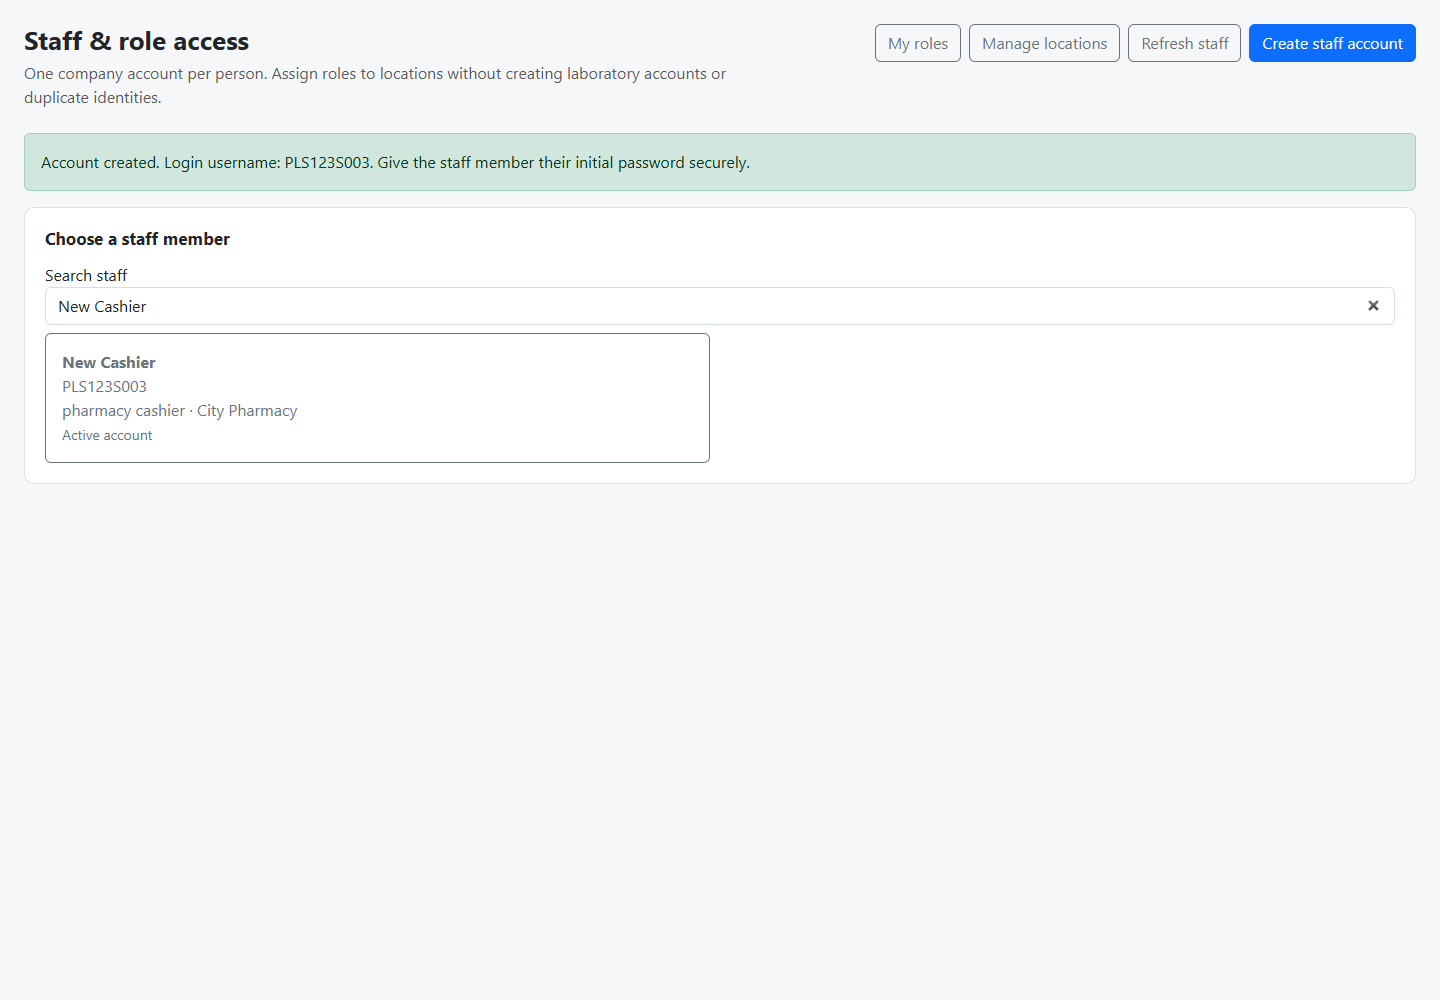 Staff & role access
One company account per person. Assign roles to locations without creating laboratory accounts or
duplicate identities.
My roles
Manage locations
Refresh staff
Create staff account
Account created. Login username: PLS123S003. Give the staff member their initial password securely.
Choose a staff member
Search staff
New Cashier
New Cashier
PLS123S003
pharmacy cashier · City Pharmacy
Active account